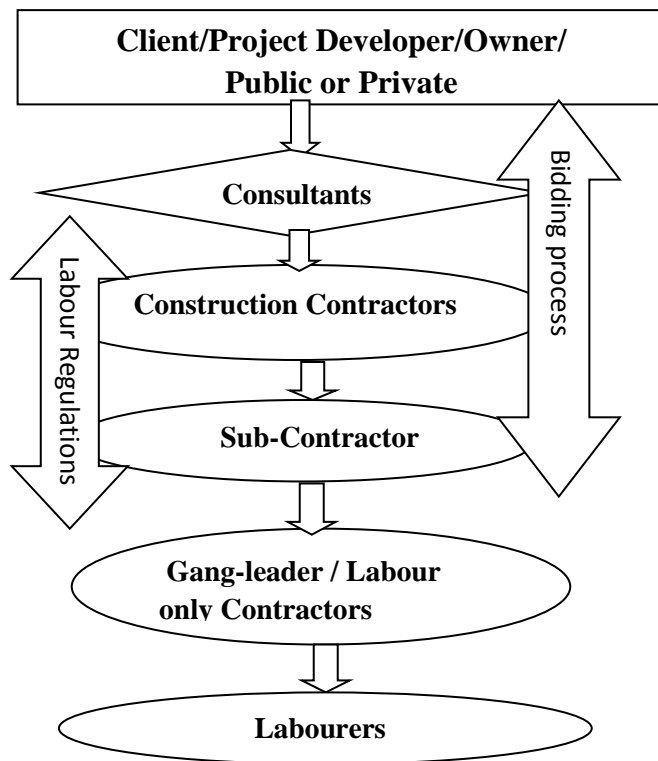 Client/Project Developer/Owner/
Public or Private
Consultants
Bidding process
Construction Contractors
Labour Regulations
Sub-Contractor
Gang-leader / Labour
only Contractors
Labourers